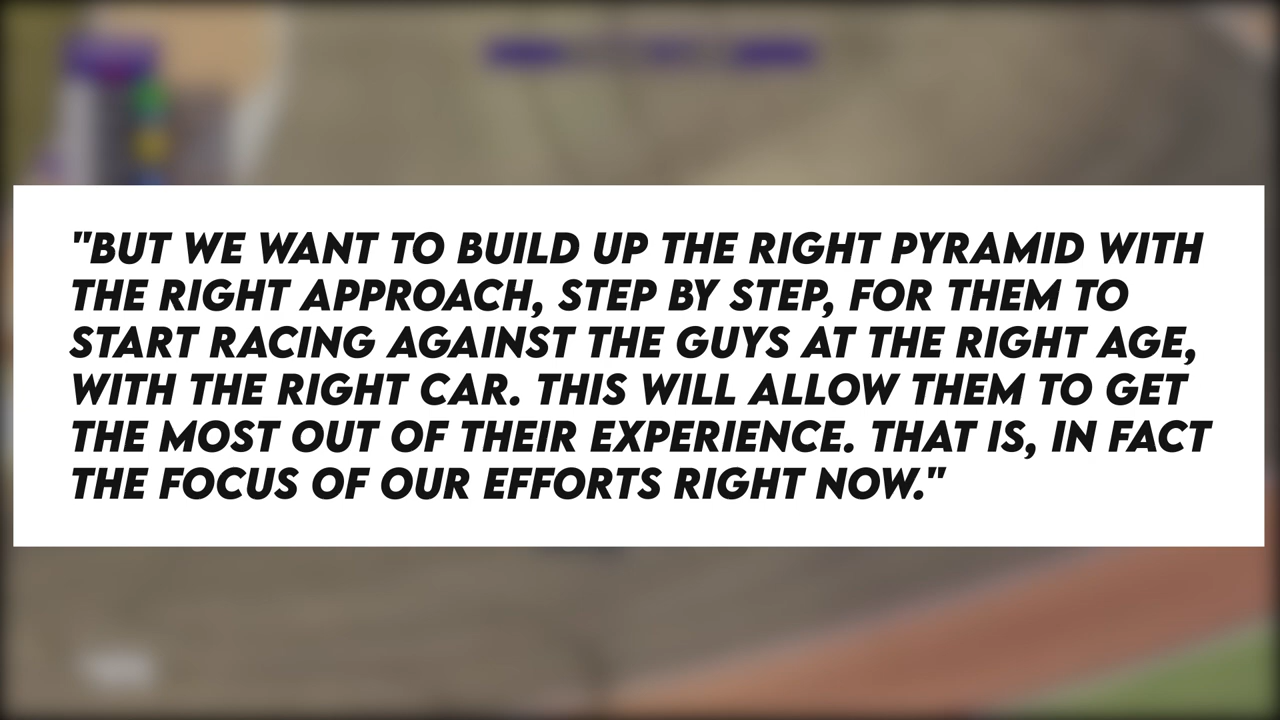 "BUT WE WANT TO BUILD UP THE RIGHT PYRAMID WITH
THE RIGHT APPROACH, STEP BY STEP, FOR THEM TO
START RACING AGAINST THE GUYS AT THE RIGHT AGE,
WITH THE RIGHT CAR. THIS WILL ALLOW THEM TO GET
THE MOST OUT OF THEIR EXPERIENCE. THAT IS, IN FACT
THE FOCUS OF OUR EFFORTS RIGHT NOW."